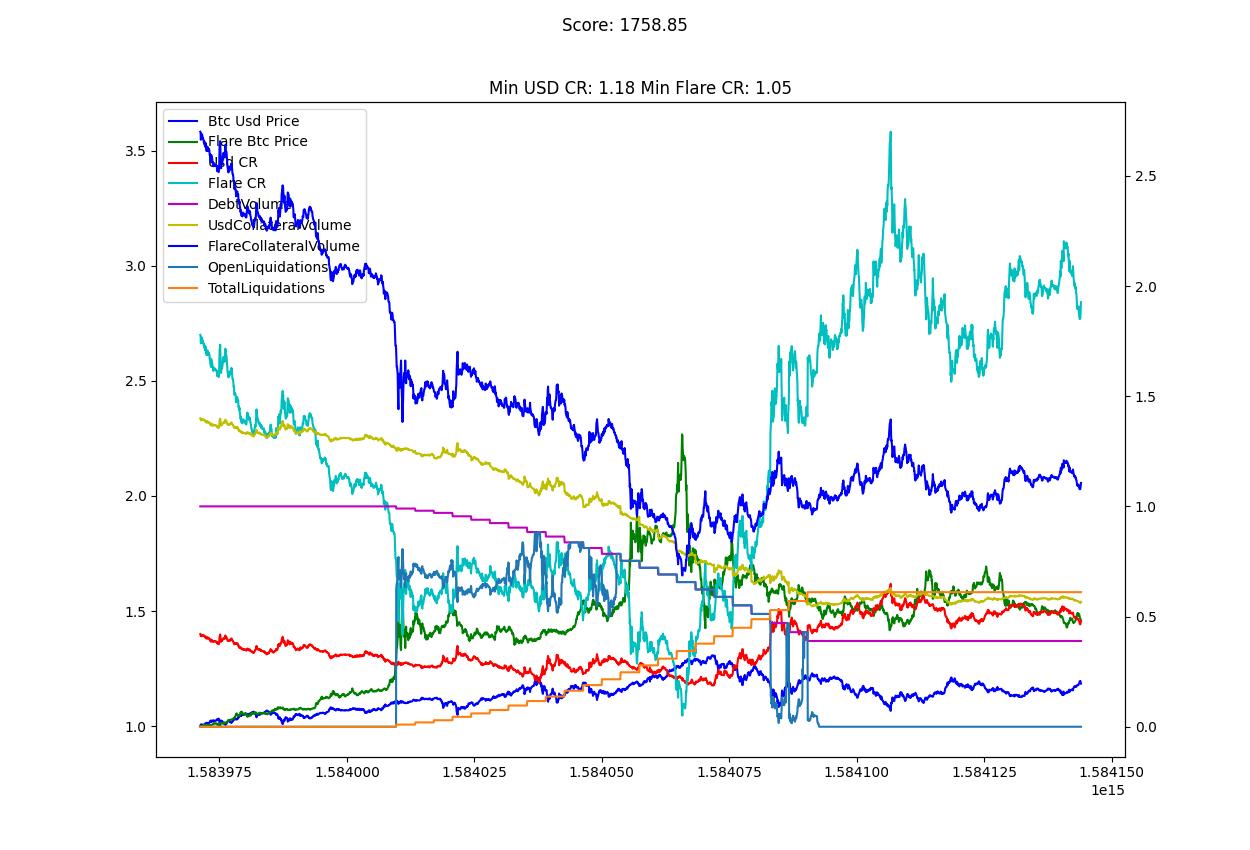 Score: 1758.85
Min USD CR: 1.18 Min Flare CR: 1.05
Btc Usd Price
Flare Btc Price
Usd CR
Flare CR
DebtVolume
UsdCollateralVolume
FlareCollateralVolume
OpenLiquidations
TotalLiquidations
3.5
3.0
2.5
2.0
1.5
1.0
2.5
2.0
1.5
1.0
0.5
0.0
1.583975 1.584000 1.584025 1.584050 1.584075 1.584100 1.584125 1.584150
1e15